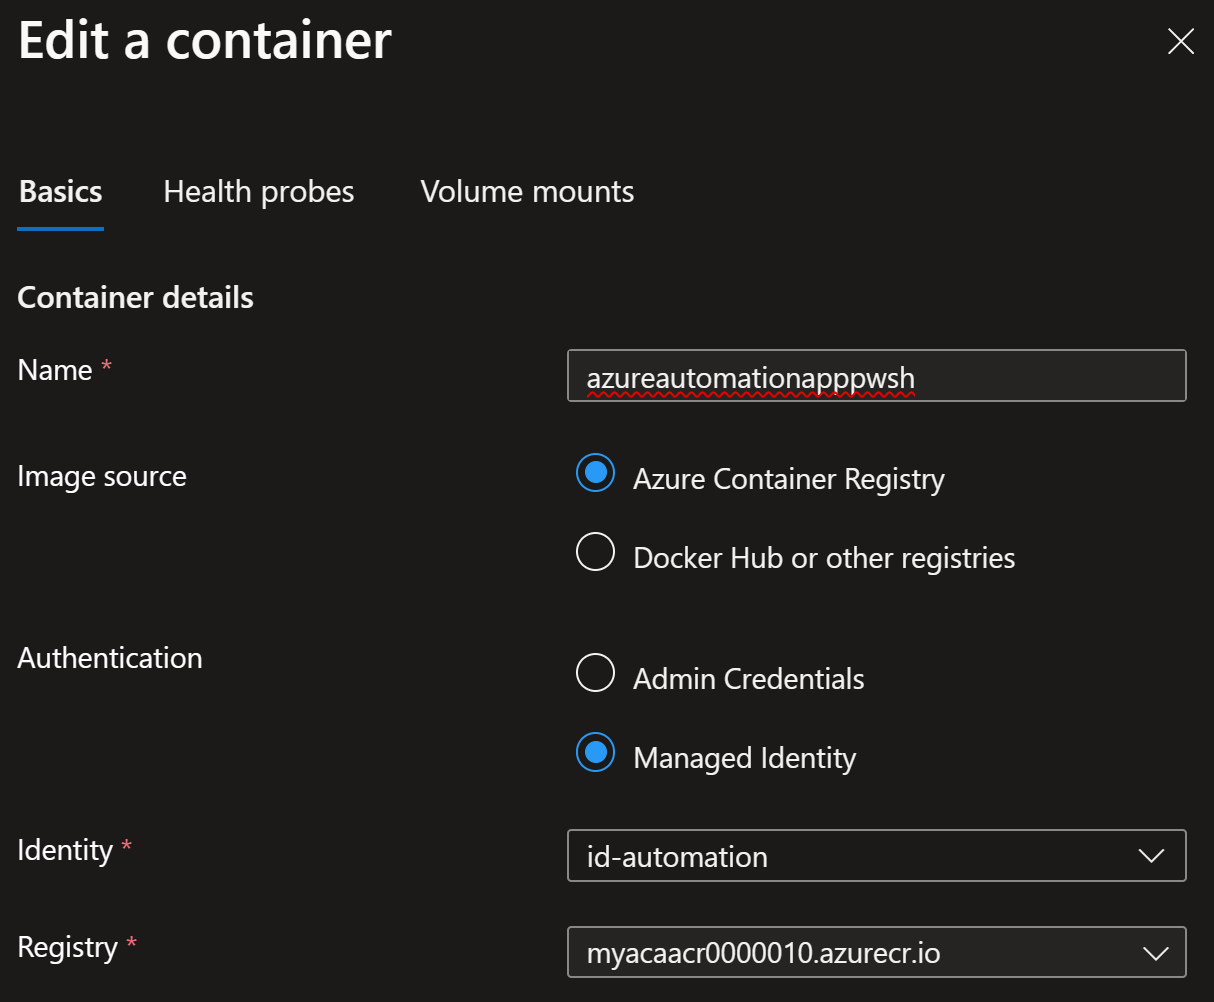 Edit a container
Basics Health probes Volume mounts
Container details
Name * azureautomationapppwsh
Image source Azure Container Registry
Docker Hub or other registries
Authentication Admin Credentials
Managed Identity
Identity * id-automation
Registry * myacaacr0000010.azurecr.io